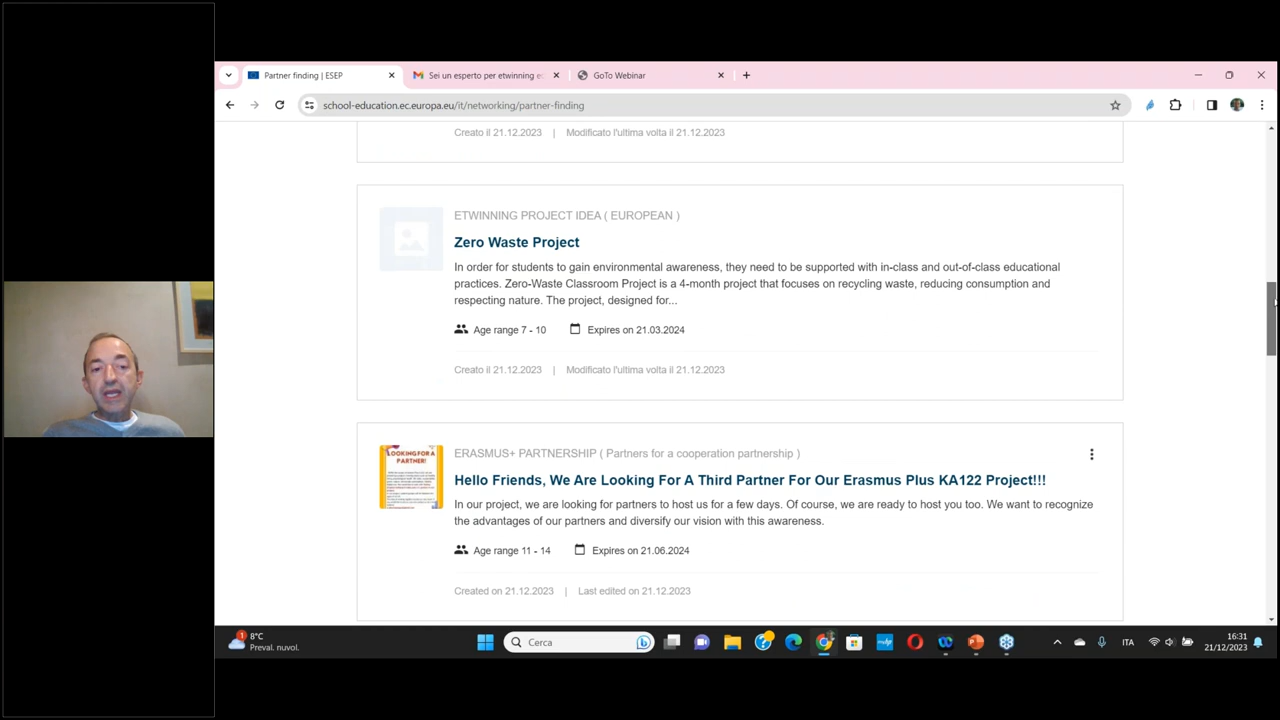 Partner finding | ESEP
Sei un esperto per etwinning e
GoTo Webinar
school-education.ec.europa.eu/it/networking/partner-finding
Creato il 21.12.2023 | Modificato l'ultima volta il 21.12.2023
ETWINNING PROJECT IDEA ( EUROPEAN )
Zero Waste Project
In order for students to gain environmental awareness, they need to be supported with in-class and out-of-class educational
practices. Zero-Waste Classroom Project is a 4-month project that focuses on recycling waste, reducing consumption and
respecting nature. The project, designed for...
Age range 7 - 10 Expires on 21.03.2024
Creato il 21.12.2023 | Modificato l'ultima volta il 21.12.2023
ERASMUS+ PARTNERSHIP ( Partners for a cooperation partnership )
LOOKING FOR A
PARTNER!
Hello Friends, We Are Looking For A Third Partner For Our Erasmus Plus KA122 Project!!!
In our project, we are looking for partners to host us for a few days. Of course, we are ready to host you too. We want to recognize
the advantages of our partners and diversify our vision with this awareness.
Age range 11 - 14 Expires on 21.06.2024
Created on 21.12.2023 | Last edited on 21.12.2023
1
8°C
Preval. nuvol.
Cerca
ITA
16:31
21/12/2023